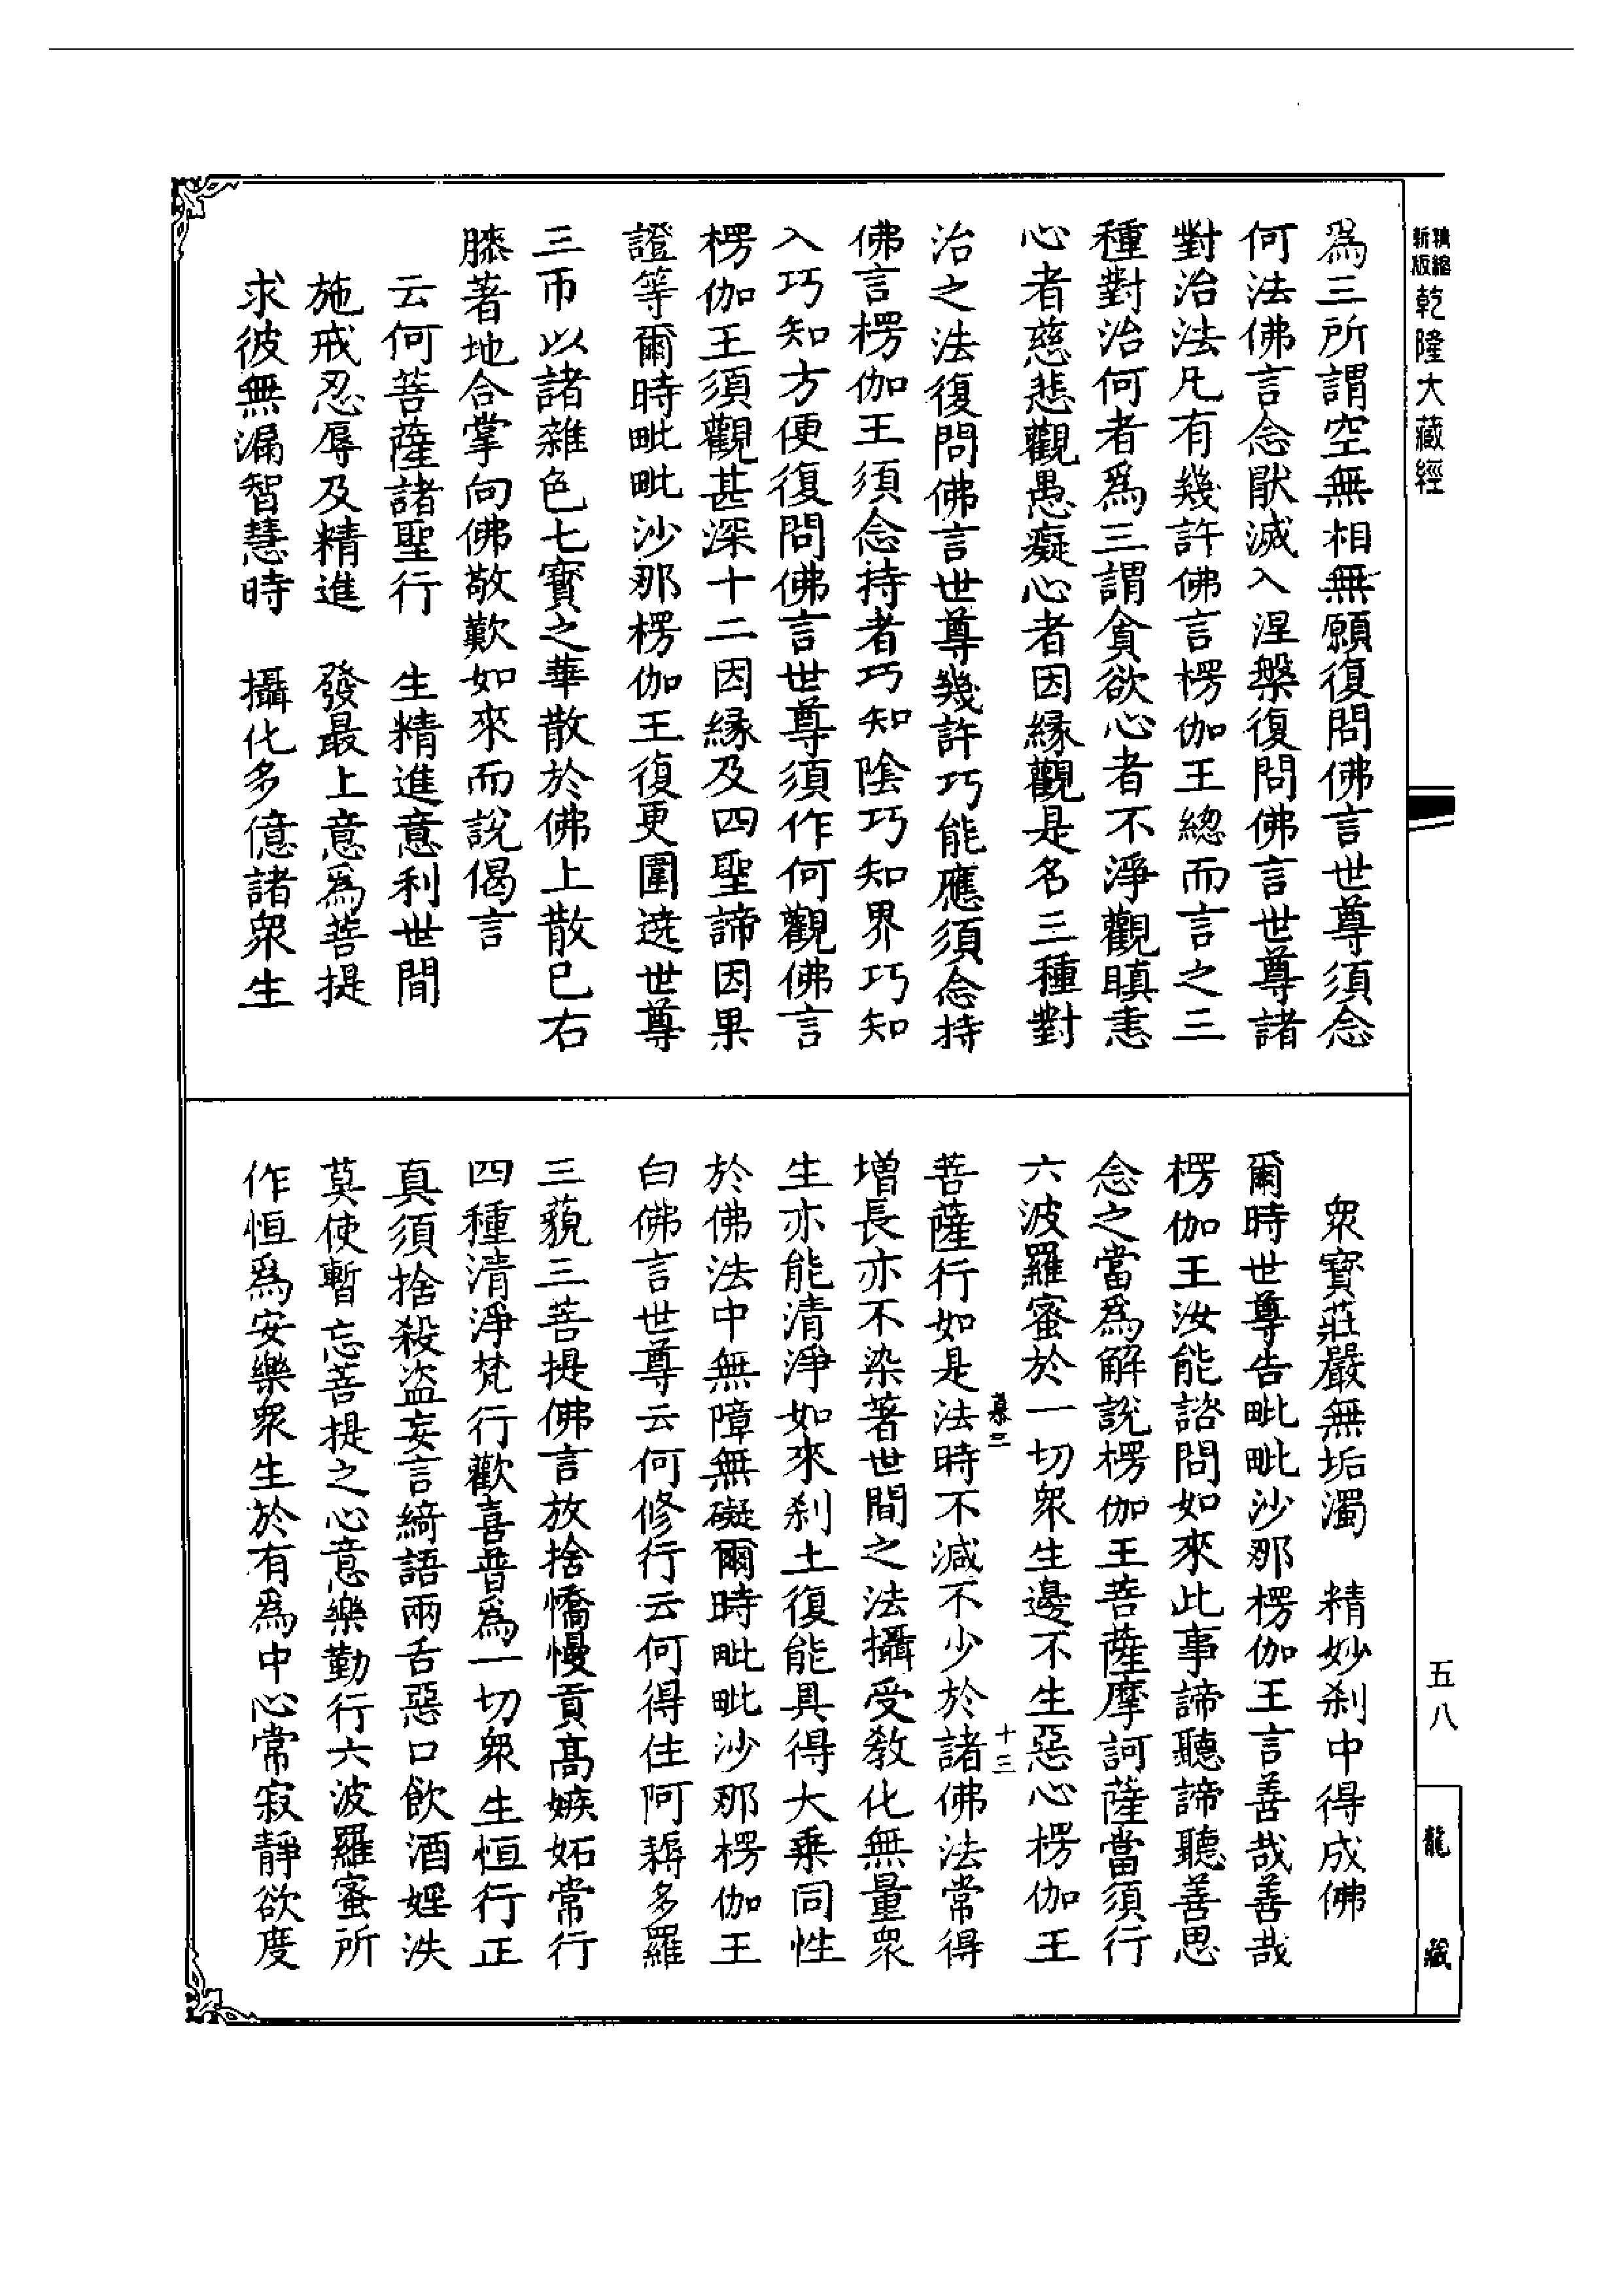 精縮新版乾隆大藏經
為三所謂空無相無願復問佛言世尊須念
何法佛言念厭滅入涅槃復問佛言世尊諸
對治法凡有幾許佛言楞伽王總而言之三
種對治何者為三謂貪欲心者不淨觀瞋恚
心者慈悲觀愚癡心者因緣觀是名三種對
治之法復問佛言世尊幾許巧能應須念持
佛言楞伽王須念持者巧知陰巧知界巧知
入巧知方便復問佛言世尊須作何觀佛言
楞伽王須觀甚深十二因緣及四聖諦因果
證等爾時毗毗沙那楞伽王復更圍遶世尊
三帀以諸雜色七寶之華散於佛上散已右
膝著地合掌向佛敬歎如來而說偈言
云何菩薩諸聖行　生精進意利世間
施戒忍辱及精進　發最上意為菩提
求彼無漏智慧時　攝化多億諸眾生
眾寶莊嚴無垢濁　精妙剎中得成佛
爾時世尊告毗毗沙那楞伽王言善哉善哉
楞伽王汝能諮問如來此事諦聽諦聽善思
念之當為解說楞伽王菩薩摩訶薩當須行
六波羅蜜於一切眾生邊不生惡心楞伽王
慕三　十三
菩薩行如是法時不減不少於諸佛法常得
增長亦不染著世間之法攝受教化無量眾
生亦能清淨如來剎土復能具得大乘同性
於佛法中無障無礙爾時毗毗沙那楞伽王
白佛言世尊云何修行云何得住阿耨多羅
三藐三菩提佛言放捨憍慢貢高嫉妬常行
四種清淨梵行歡喜普為一切眾生恒行正
真須捨殺盜妄言綺語兩舌惡口飲酒婬泆
莫使暫忘菩提之心意樂勤行六波羅蜜所
作恒為安樂眾生於有為中心常寂靜欲度
五八
龍藏